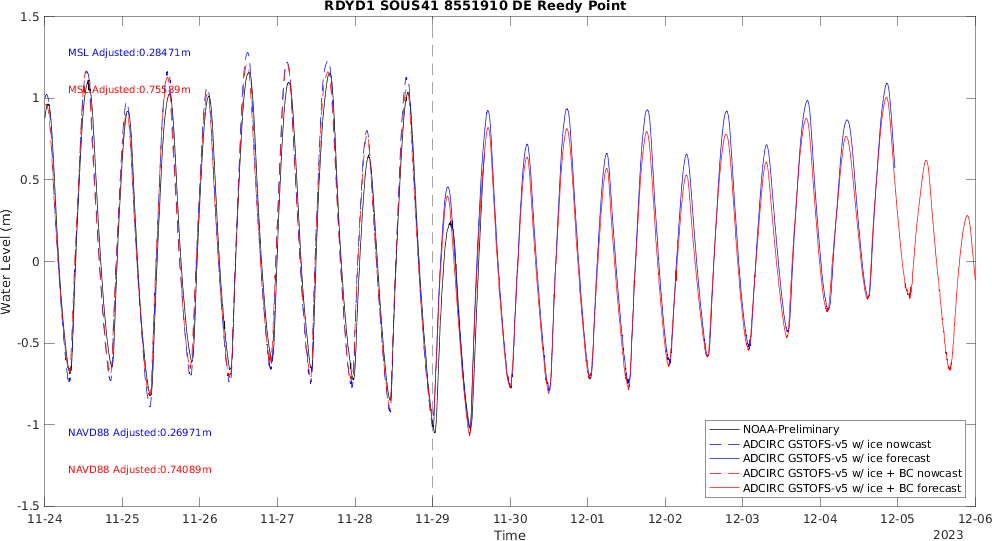 RDYD1 SOUS41 8551910 DE Reedy Point
1.5
1
0.5
0
-0.5
-1
-1.5
Water Level (m)
MSL Adjusted:0.28471m
MSL Adjusted:0.75589m
NAVD88 Adjusted:0.26971m
NAVD88 Adjusted:0.74089m
NOAA-Preliminary
ADCIRC GSTOFS-v5 w/ ice nowcast
ADCIRC GSTOFS-v5 w/ ice forecast
ADCIRC GSTOFS-v5 w/ ice + BC nowcast
ADCIRC GSTOFS-v5 w/ ice + BC forecast
11-24 11-25 11-26 11-27 11-28 11-29 11-30 12-01 12-02 12-03 12-04 12-05 12-06
Time
2023